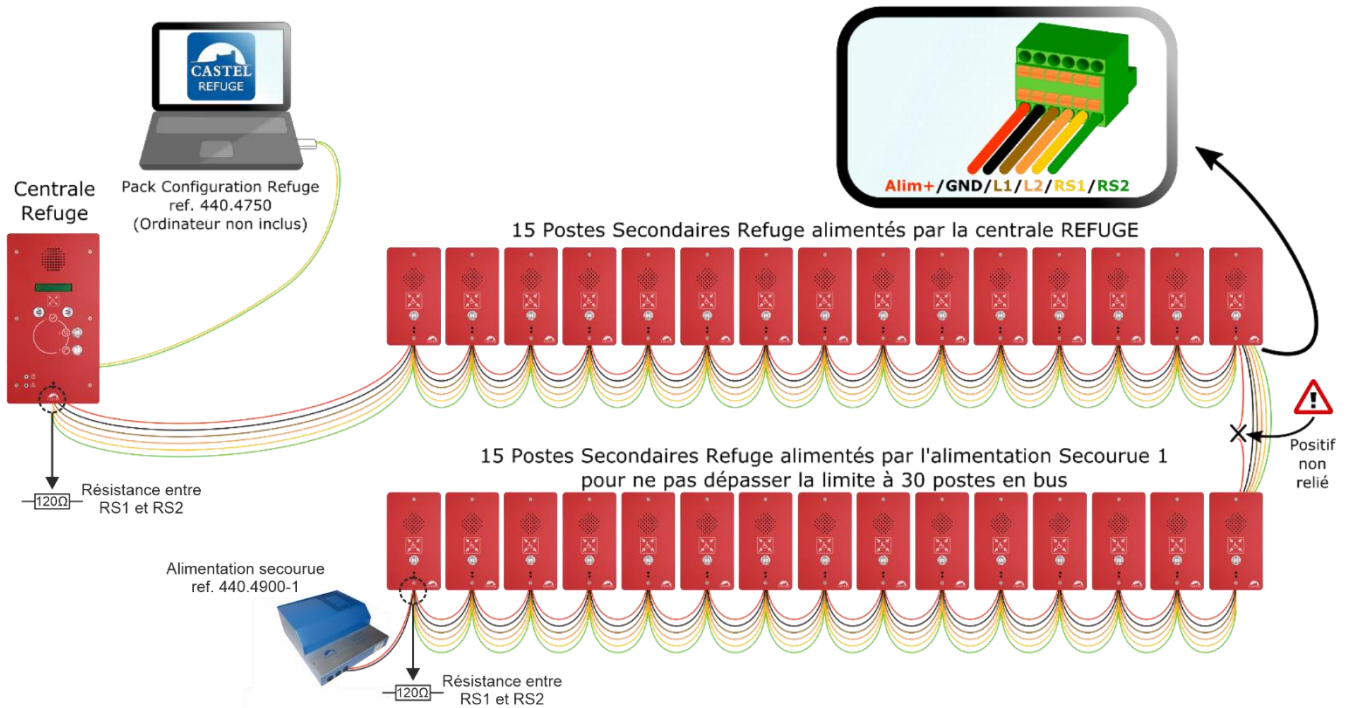 CASTEL
REFUGE
Pack Configuration Refuge
ref. 440.4750
(Ordinateur non inclus)
Centrale
Refuge
Alim+/GND/L1/L2/RS1/RS2
15 Postes Secondaires Refuge alimentés par la centrale REFUGE
Positif
non
relié
15 Postes Secondaires Refuge alimentés par l'alimentation Secourue 1
pour ne pas dépasser la limite à 30 postes en bus
120Ω
Résistance entre
RS1 et RS2
Alimentation secourue
ref. 440.4900-1
120Ω
Résistance entre
RS1 et RS2